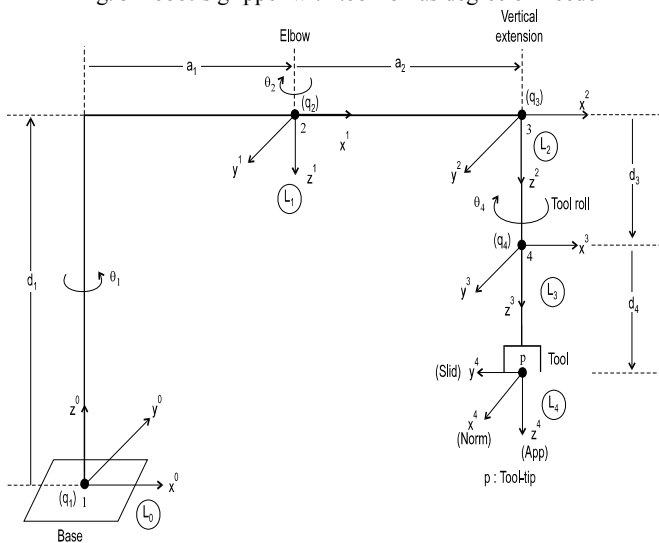 Vertical
extension
Elbow
a₁
a₂
θ₂
(q₂)
(q₃)
x²
2
x¹
3
y¹
z¹
L₁
y²
L₂
z²
d₃
θ₄
Tool roll
(q₄)
4
x³
d₁
θ₁
y³
z³
L₃
d₄
Tool
p
(Slid) y⁴
z⁰
y⁰
x⁴
(Norm)
L₄
z⁴
(App)
p : Tool-tip
(q₁)
1
x⁰
L₀
Base